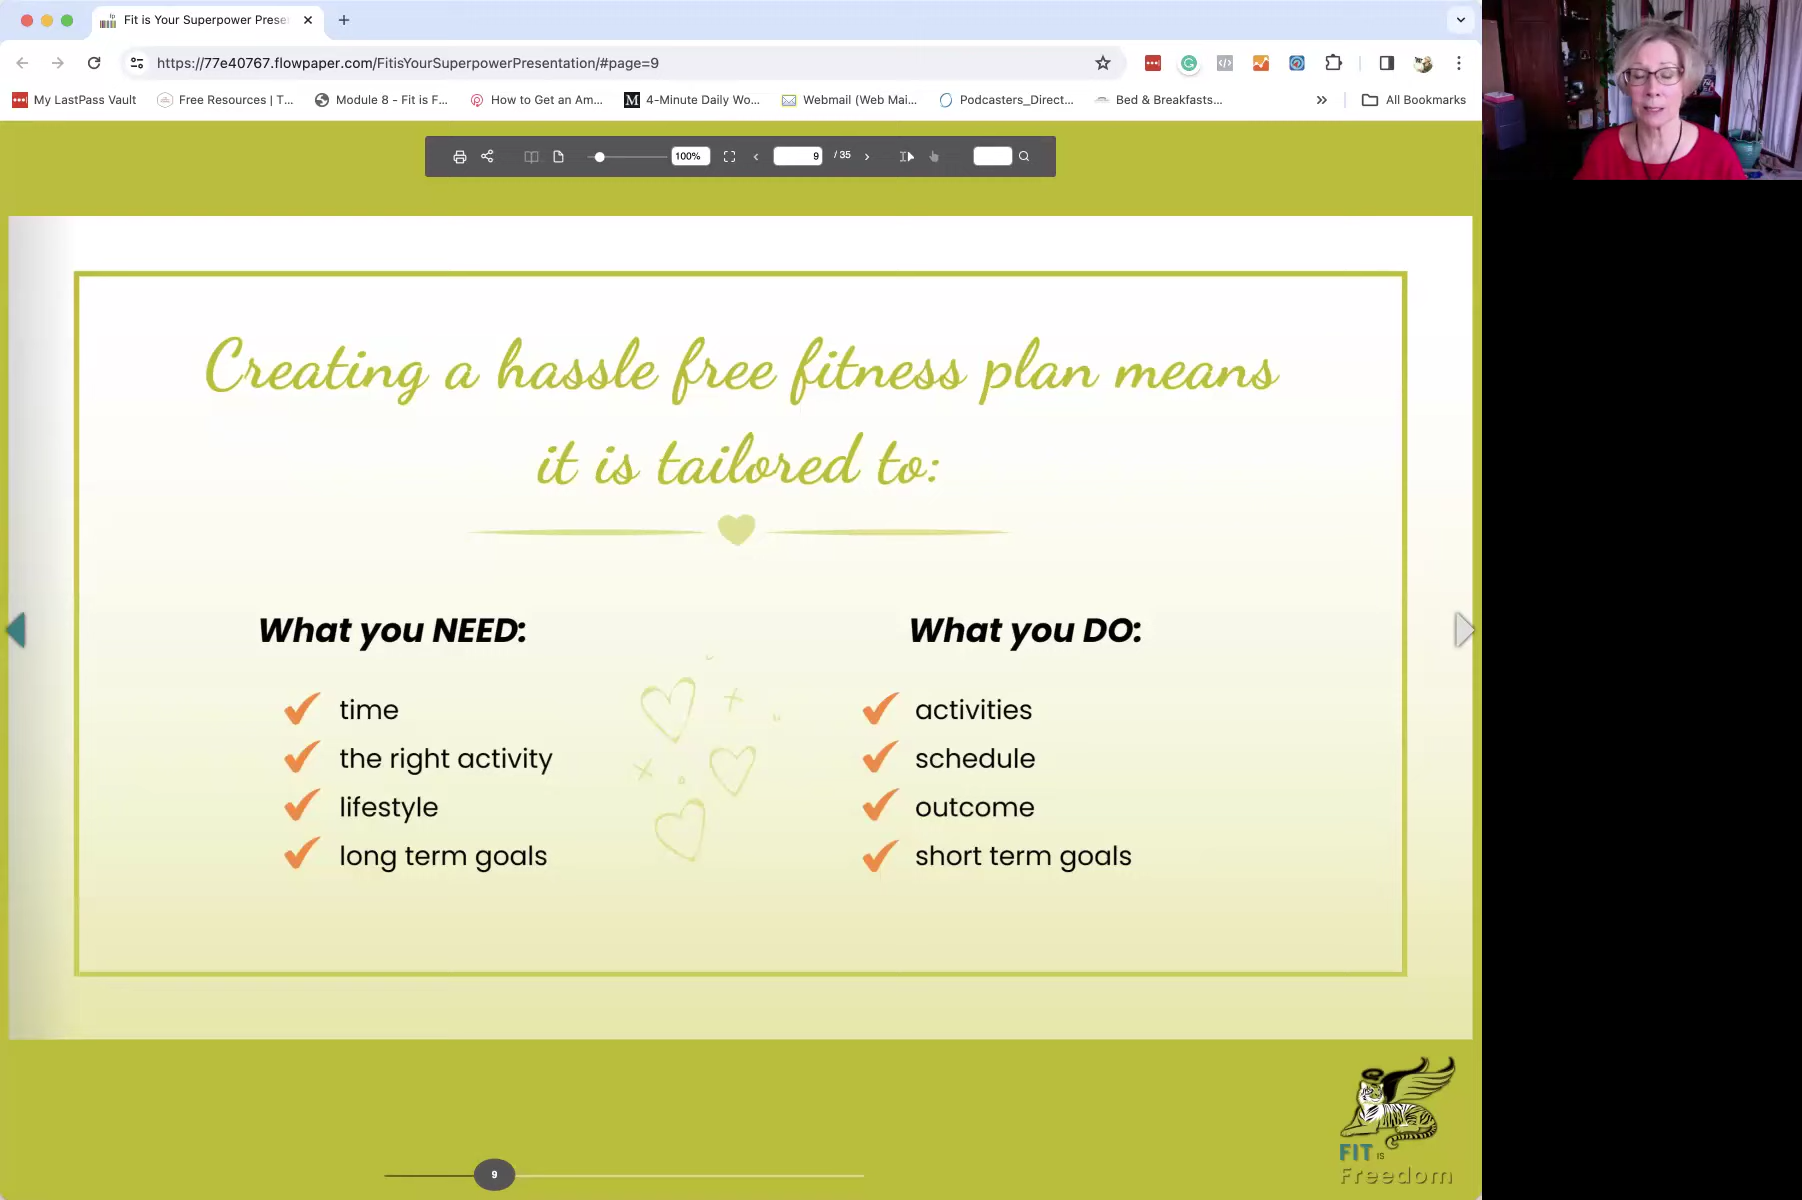 Fit is Your Superpower Prese
https://77e40767.flowpaper.com/FitisYourSuperpowerPresentation/#page=9
My LastPass Vault
Free Resources | T...
Module 8 - Fit is F...
How to Get an Am...
4-Minute Daily Wo...
Webmail (Web Mai...
Podcasters_Direct...
Bed & Breakfasts...
»
All Bookmarks
100%
9
/ 35
Creating a hassle free fitness plan means
it is tailored to:
What you NEED:
time
the right activity
lifestyle
long term goals
What you DO:
activities
schedule
outcome
short term goals
FIT IS
Freedom
9